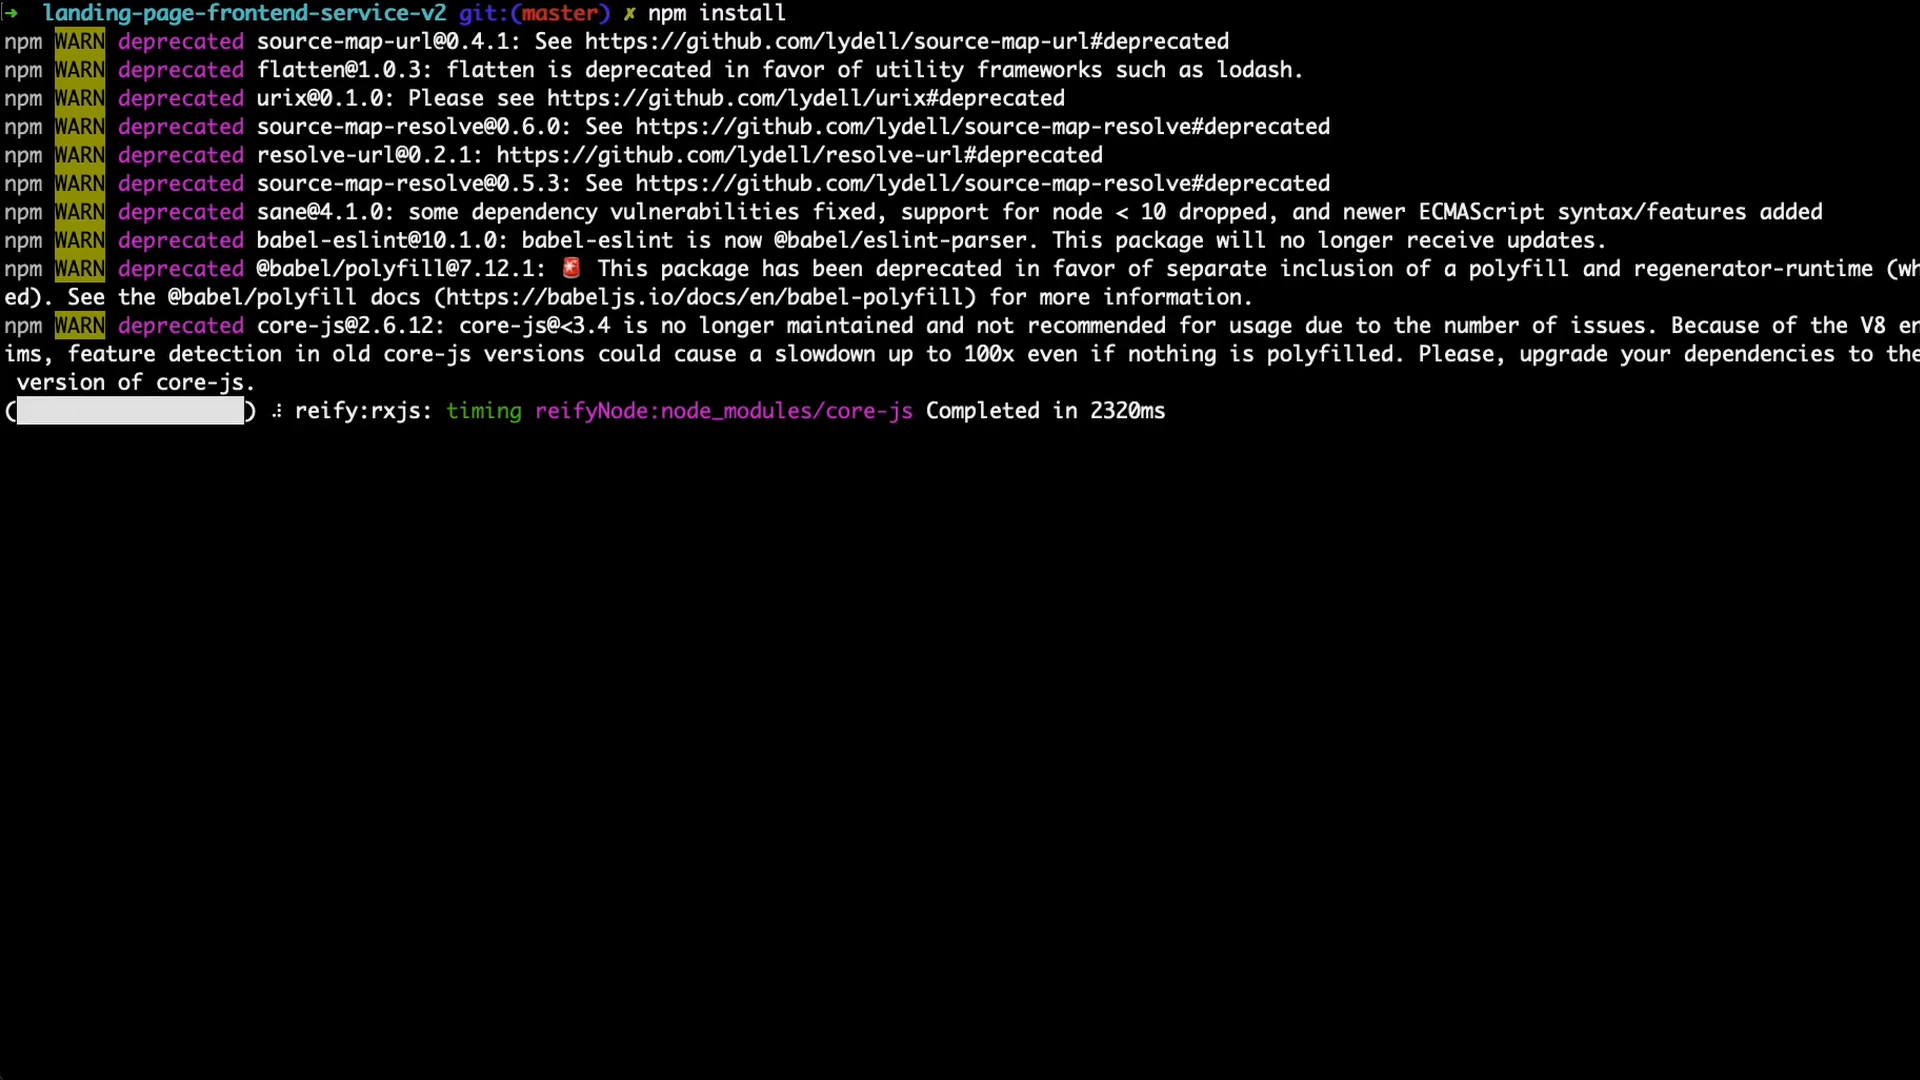 → landing-page-frontend-service-v2 git:(master) ✗ npm install
npm WARN deprecated source-map-url@0.4.1: See https://github.com/lydell/source-map-url#deprecated
npm WARN deprecated flatten@1.0.3: flatten is deprecated in favor of utility frameworks such as lodash.
npm WARN deprecated urix@0.1.0: Please see https://github.com/lydell/urix#deprecated
npm WARN deprecated source-map-resolve@0.6.0: See https://github.com/lydell/source-map-resolve#deprecated
npm WARN deprecated resolve-url@0.2.1: https://github.com/lydell/resolve-url#deprecated
npm WARN deprecated source-map-resolve@0.5.3: See https://github.com/lydell/source-map-resolve#deprecated
npm WARN deprecated sane@4.1.0: some dependency vulnerabilities fixed, support for node < 10 dropped, and newer ECMAScript syntax/features added
npm WARN deprecated babel-eslint@10.1.0: babel-eslint is now @babel/eslint-parser. This package will no longer receive updates.
npm WARN deprecated @babel/polyfill@7.12.1: 🚨 This package has been deprecated in favor of separate inclusion of a polyfill and regenerator-runtime (wh
ed). See the @babel/polyfill docs (https://babeljs.io/docs/en/babel-polyfill) for more information.
npm WARN deprecated core-js@2.6.12: core-js@<3.4 is no longer maintained and not recommended for usage due to the number of issues. Because of the V8 en
ims, feature detection in old core-js versions could cause a slowdown up to 100x even if nothing is polyfilled. Please, upgrade your dependencies to the
version of core-js.
( ) ⠼ reify:rxjs: timing reifyNode:node_modules/core-js Completed in 2320ms